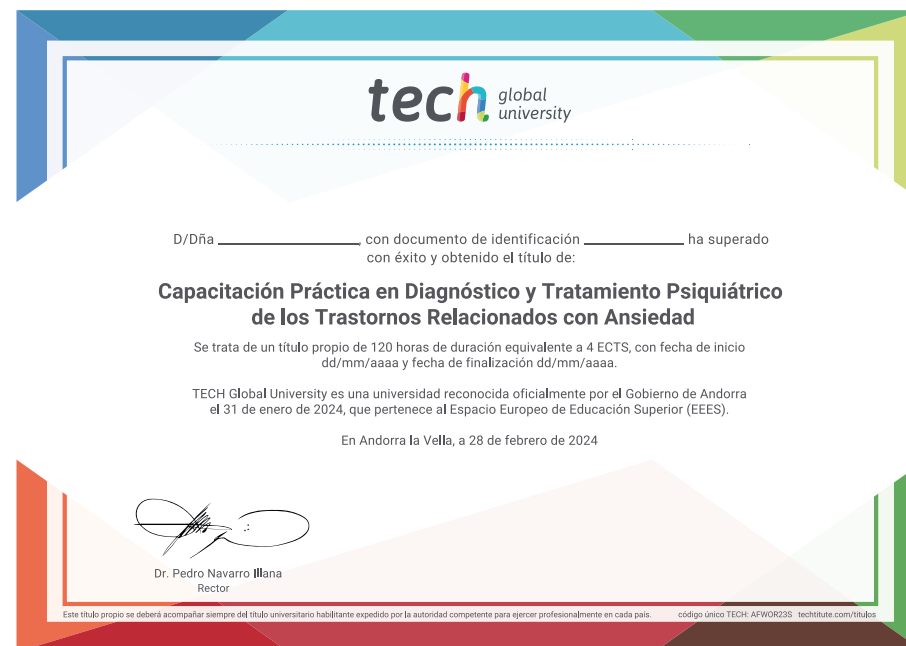 tech global university
D/Dña ____________________, con documento de identificación ______________ ha superado
con éxito y obtenido el título de:
Capacitación Práctica en Diagnóstico y Tratamiento Psiquiátrico
de los Trastornos Relacionados con Ansiedad
Se trata de un título propio de 120 horas de duración equivalente a 4 ECTS, con fecha de inicio
dd/mm/aaaa y fecha de finalización dd/mm/aaaa.
TECH Global University es una universidad reconocida oficialmente por el Gobierno de Andorra
el 31 de enero de 2024, que pertenece al Espacio Europeo de Educación Superior (EEES).
En Andorra la Vella, a 28 de febrero de 2024
Dr. Pedro Navarro Illana
Rector
Este título propio se deberá acompañar siempre del título universitario habilitante expedido por la autoridad competente para ejercer profesionalmente en cada país. código único TECH: AFWOR23S techtitute.com/titulos